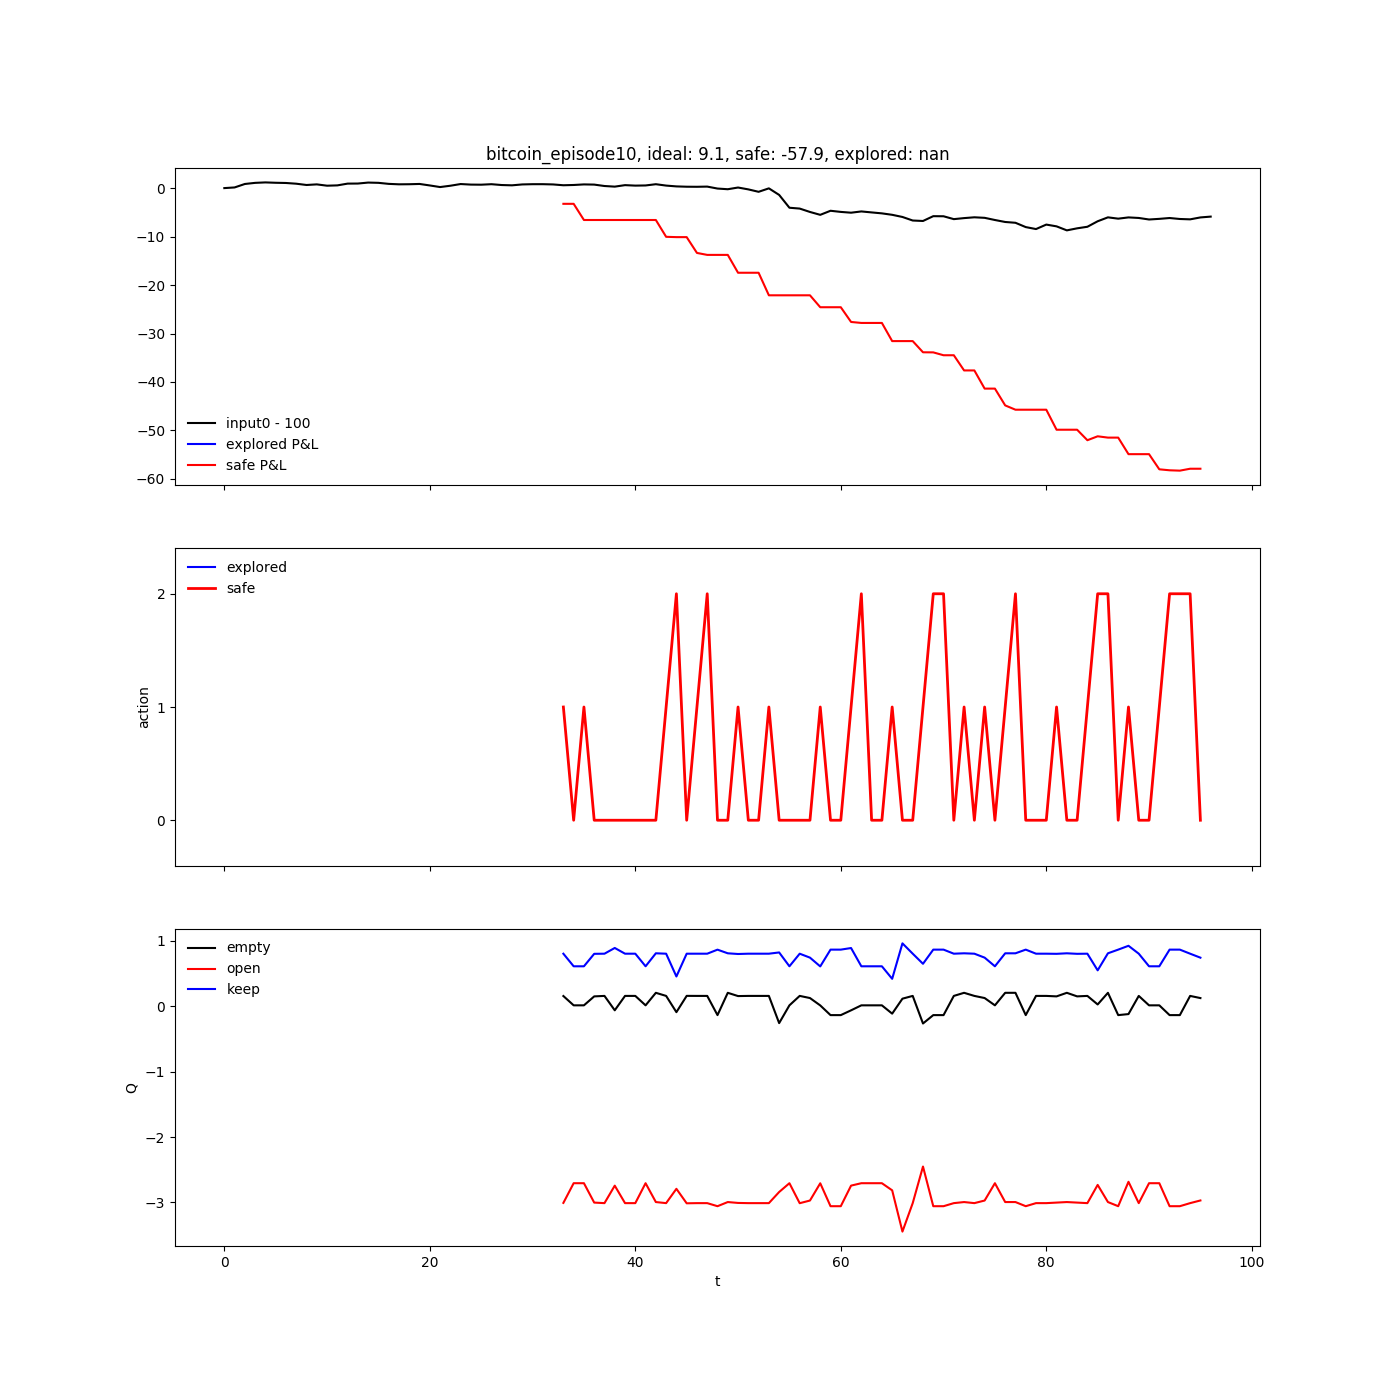 bitcoin_episode10, ideal: 9.1, safe: -57.9, explored: nan
0
−10
−20
−30
−40
−50
−60
input0 - 100
explored P&L
safe P&L
explored
safe
2
1
0
action
empty
open
keep
1
0
−1
−2
−3
Q
0 20 40 60 80 100
t